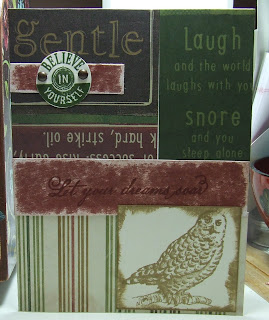 Gentle
BELIEVE
IN
YOURSELF
Laugh
and the world
laughs with you
snore
and you
sleep alone
k hard, strike oil.
Let your dreams soar